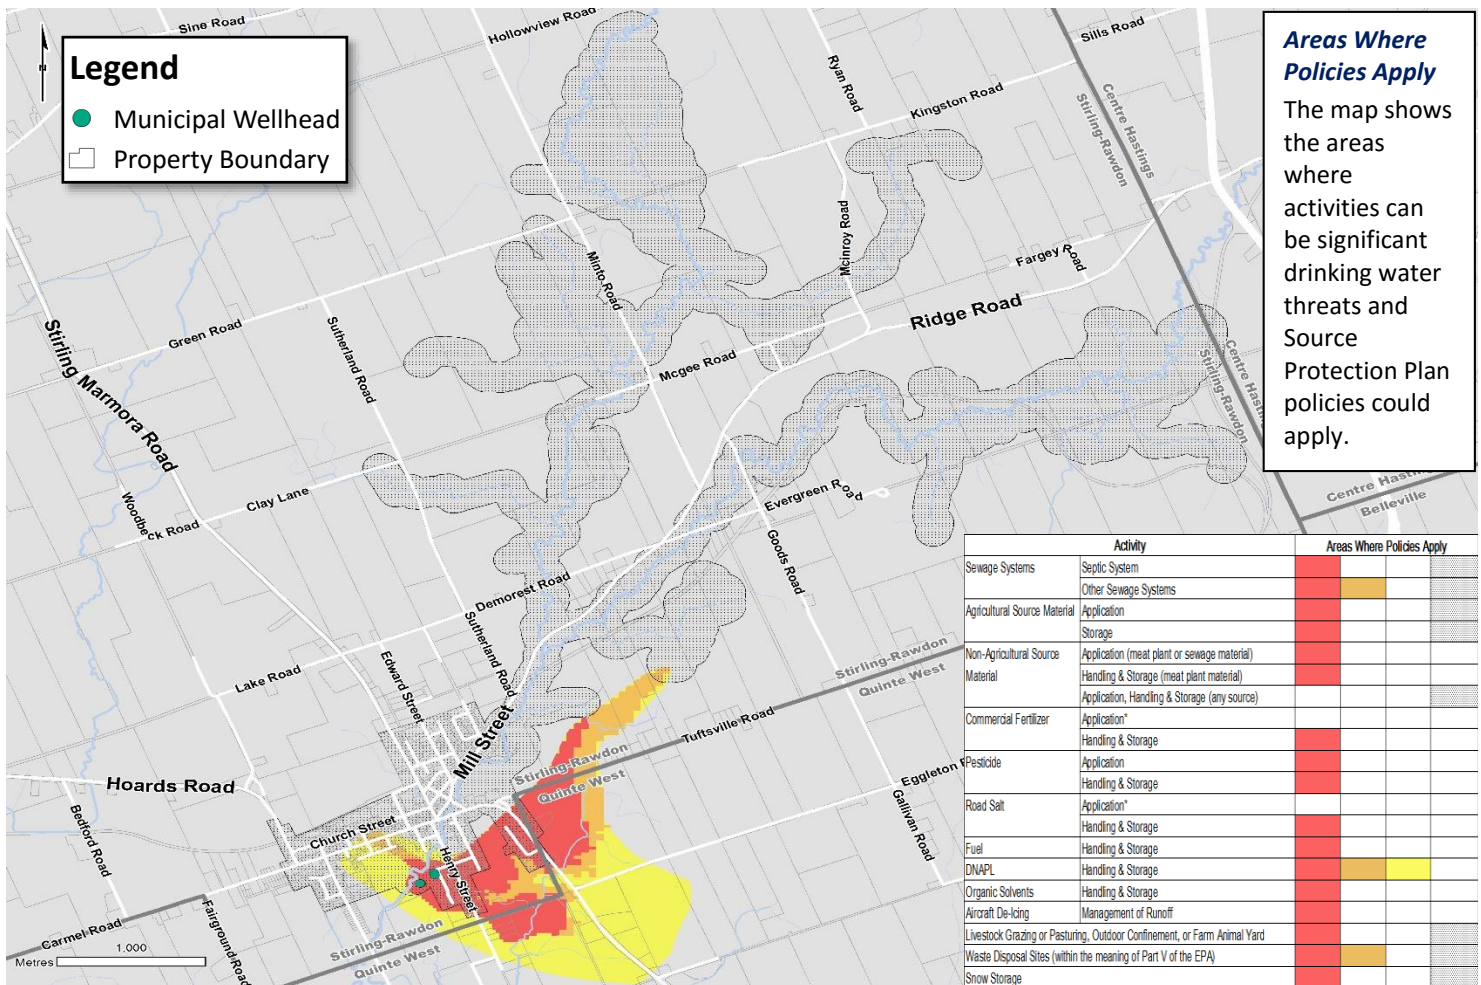 Sine Road
Hollowview Road
Sills Road
Ryan Road
Kingston Road
Centre Hastings
Stirling-Rawdon
N
Legend
Municipal Wellhead
Property Boundary
Areas Where
Policies Apply
The map shows
the areas
where
activities can
be significant
drinking water
threats and
Source
Protection Plan
policies could
apply.
McInroy Road
Minto Road
Fargey Road
Ridge Road
Green Road
Sutherland Road
Mcgee Road
Stirling Marmora Road
Centre Hastings
Stirling-Rawdon
Clay Lane
Woodbeck Road
Evergreen Road
Goods Road
Centre Hastings
Belleville
Demorest Road
Sutherland Road
Lake Road
Edward Street
Mill Street
Stirling-Rawdon
Quinte West
Tuftsville Road
Stirling-Rawdon
Quinte West
Eggleton
Gallivan Road
Hoards Road
Bedford Road
Church Street
Henry Street
Carmel Road
Fairground Road
Stirling-Rawdon
Quinte West
1,000
Metres
Activity Areas Where Policies Apply
Sewage Systems Septic System
Other Sewage Systems
Agricultural Source Material Application
Storage
Non-Agricultural Source Application (meat plant or sewage material)
Material Handling & Storage (meat plant material)
Application, Handling & Storage (any source)
Commercial Fertilizer Application*
Handling & Storage
Pesticide Application
Handling & Storage
Road Salt Application*
Handling & Storage
Fuel Handling & Storage
DNAPL Handling & Storage
Organic Solvents Handling & Storage
Aircraft De-Icing Management of Runoff
Livestock Grazing or Pasturing, Outdoor Confinement, or Farm Animal Yard
Waste Disposal Sites (within the meaning of Part V of the EPA)
Snow Storage